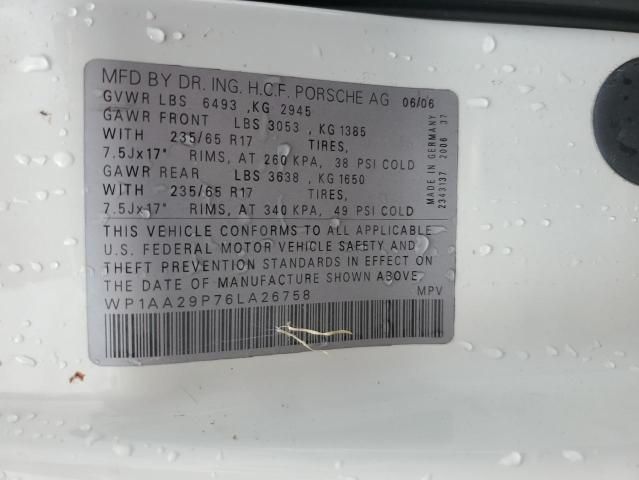 MFD BY DR. ING. H.C.F. PORSCHE AG 06/06
GVWR LBS 6493 ,KG 2945
GAWR FRONT LBS 3053 , KG 1385
WITH 235/65 R17 TIRES,
7.5Jx17" RIMS, AT 260 KPA, 38 PSI COLD
GAWR REAR LBS 3638 , KG 1650
WITH 235/65 R17 TIRES,
7.5Jx17" RIMS, AT 340 KPA, 49 PSI COLD
THIS VEHICLE CONFORMS TO ALL APPLICABLE
U.S. FEDERAL MOTOR VEHICLE SAFETY AND
THEFT PREVENTION STANDARDS IN EFFECT ON
THE DATE OF MANUFACTURE SHOWN ABOVE.
WP1AA29P76LA26758 MPV
MADE IN GERMANY
2343137 2006 37